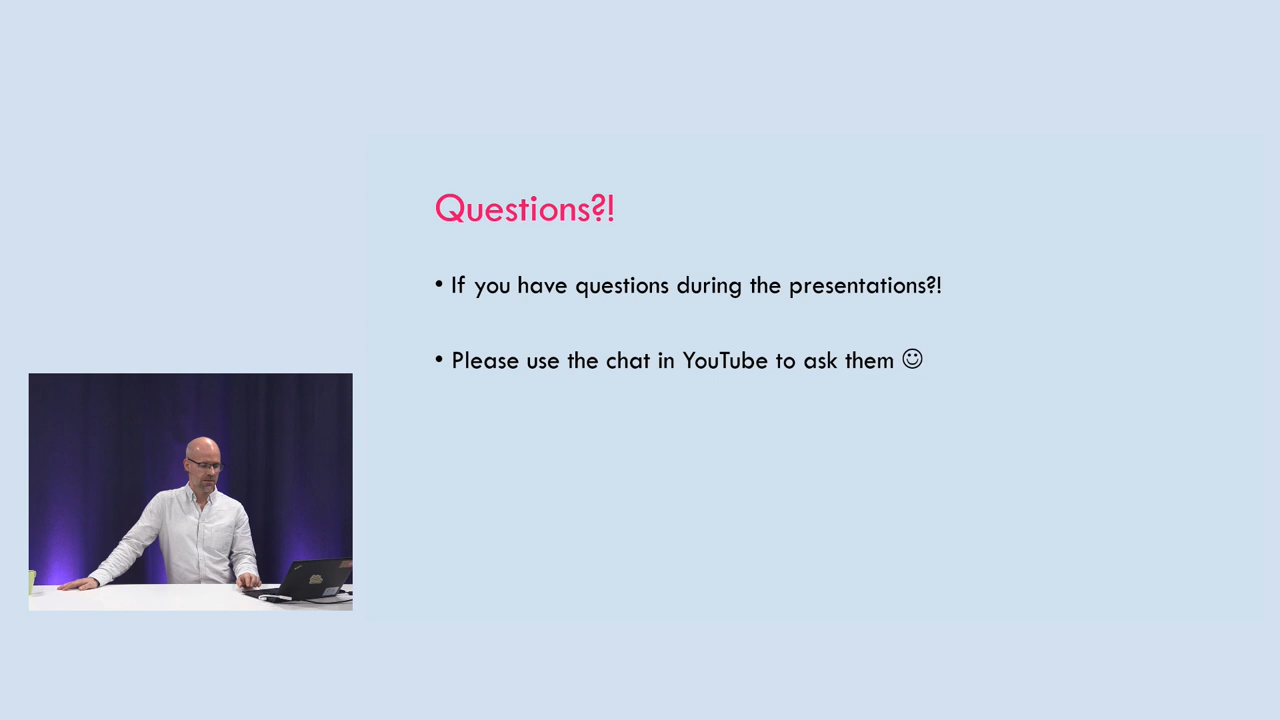 Questions?!
• If you have questions during the presentations?!
• Please use the chat in YouTube to ask them ☺